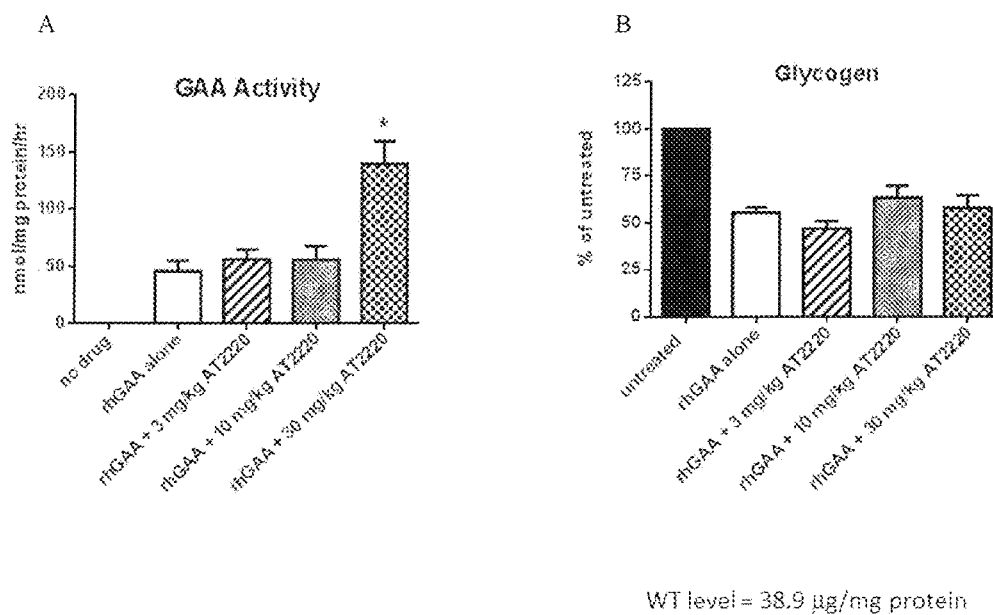 A
GAA Activity
nmol/mg protein/hr
200
150
100
50
0
*
no drug
rhGAA alone
rhGAA + 3 mg/kg AT2220
rhGAA + 10 mg/kg AT2220
rhGAA + 30 mg/kg AT2220
B
Glycogen
% of untreated
125
100
75
50
25
0
untreated
rhGAA alone
rhGAA + 3 mg/kg AT2220
rhGAA + 10 mg/kg AT2220
rhGAA + 30 mg/kg AT2220
WT level = 38.9 µg/mg protein